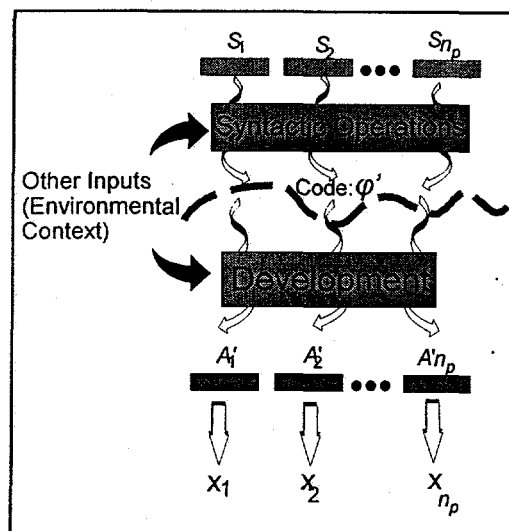 S₁ S₂ ●●● Sₙₚ
Syntactic Operations
Code: φ'
Other Inputs
(Environmental
Context)
Development
A'₁ A'₂ ●●● A'ₙₚ
x₁ x₂ xₙₚ